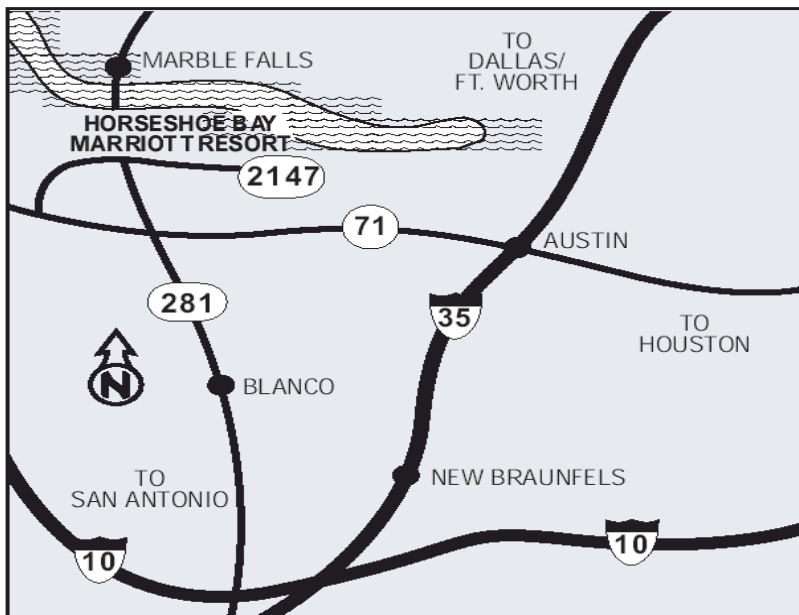 MARBLE FALLS
TO
DALLAS/
FT. WORTH
HORSESHOE BAY
MARRIOTT RESORT
2147
71
AUSTIN
281
35
TO
HOUSTON
N
BLANCO
TO
SAN ANTONIO
NEW BRAUNFELS
10
10